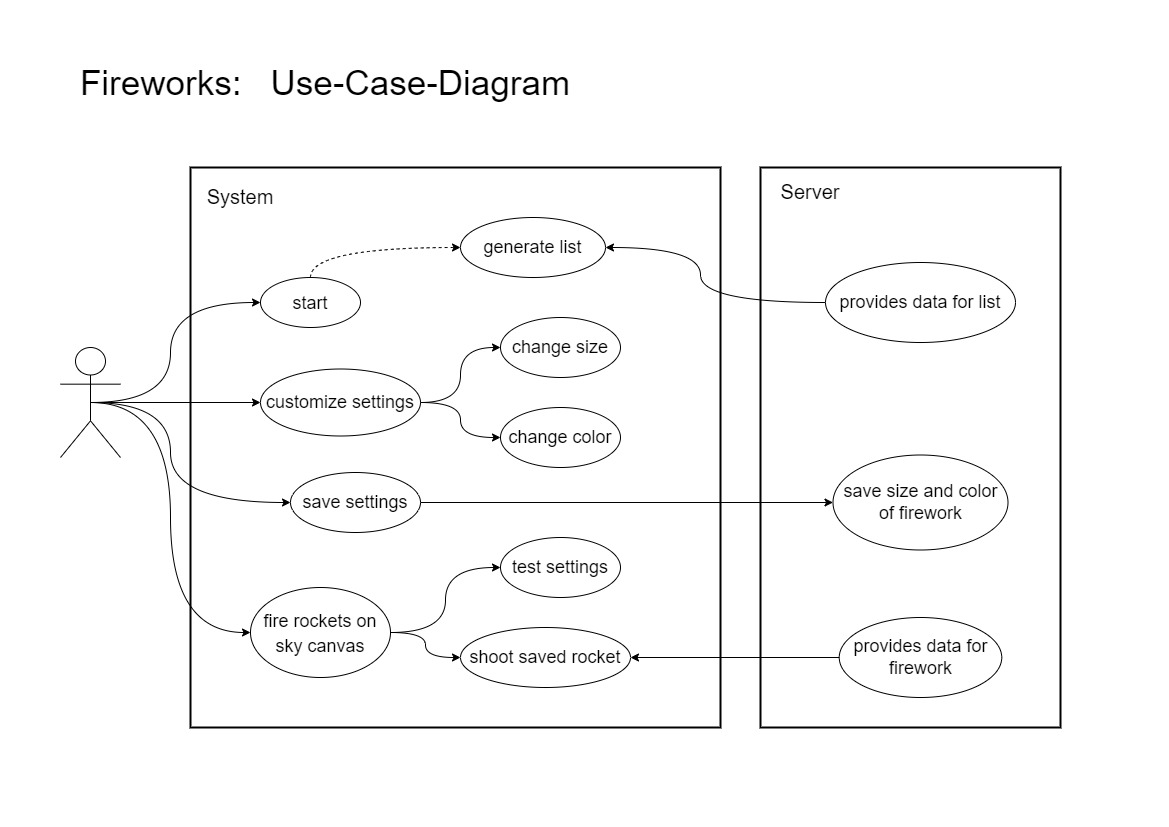 Fireworks: Use-Case-Diagram
System
Server
generate list
start
provides data for list
change size
customize settings
change color
save settings
save size and color
of firework
test settings
fire rockets on
sky canvas
shoot saved rocket
provides data for
firework